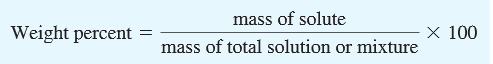 Weight percent = mass of solute / mass of total solution or mixture × 100